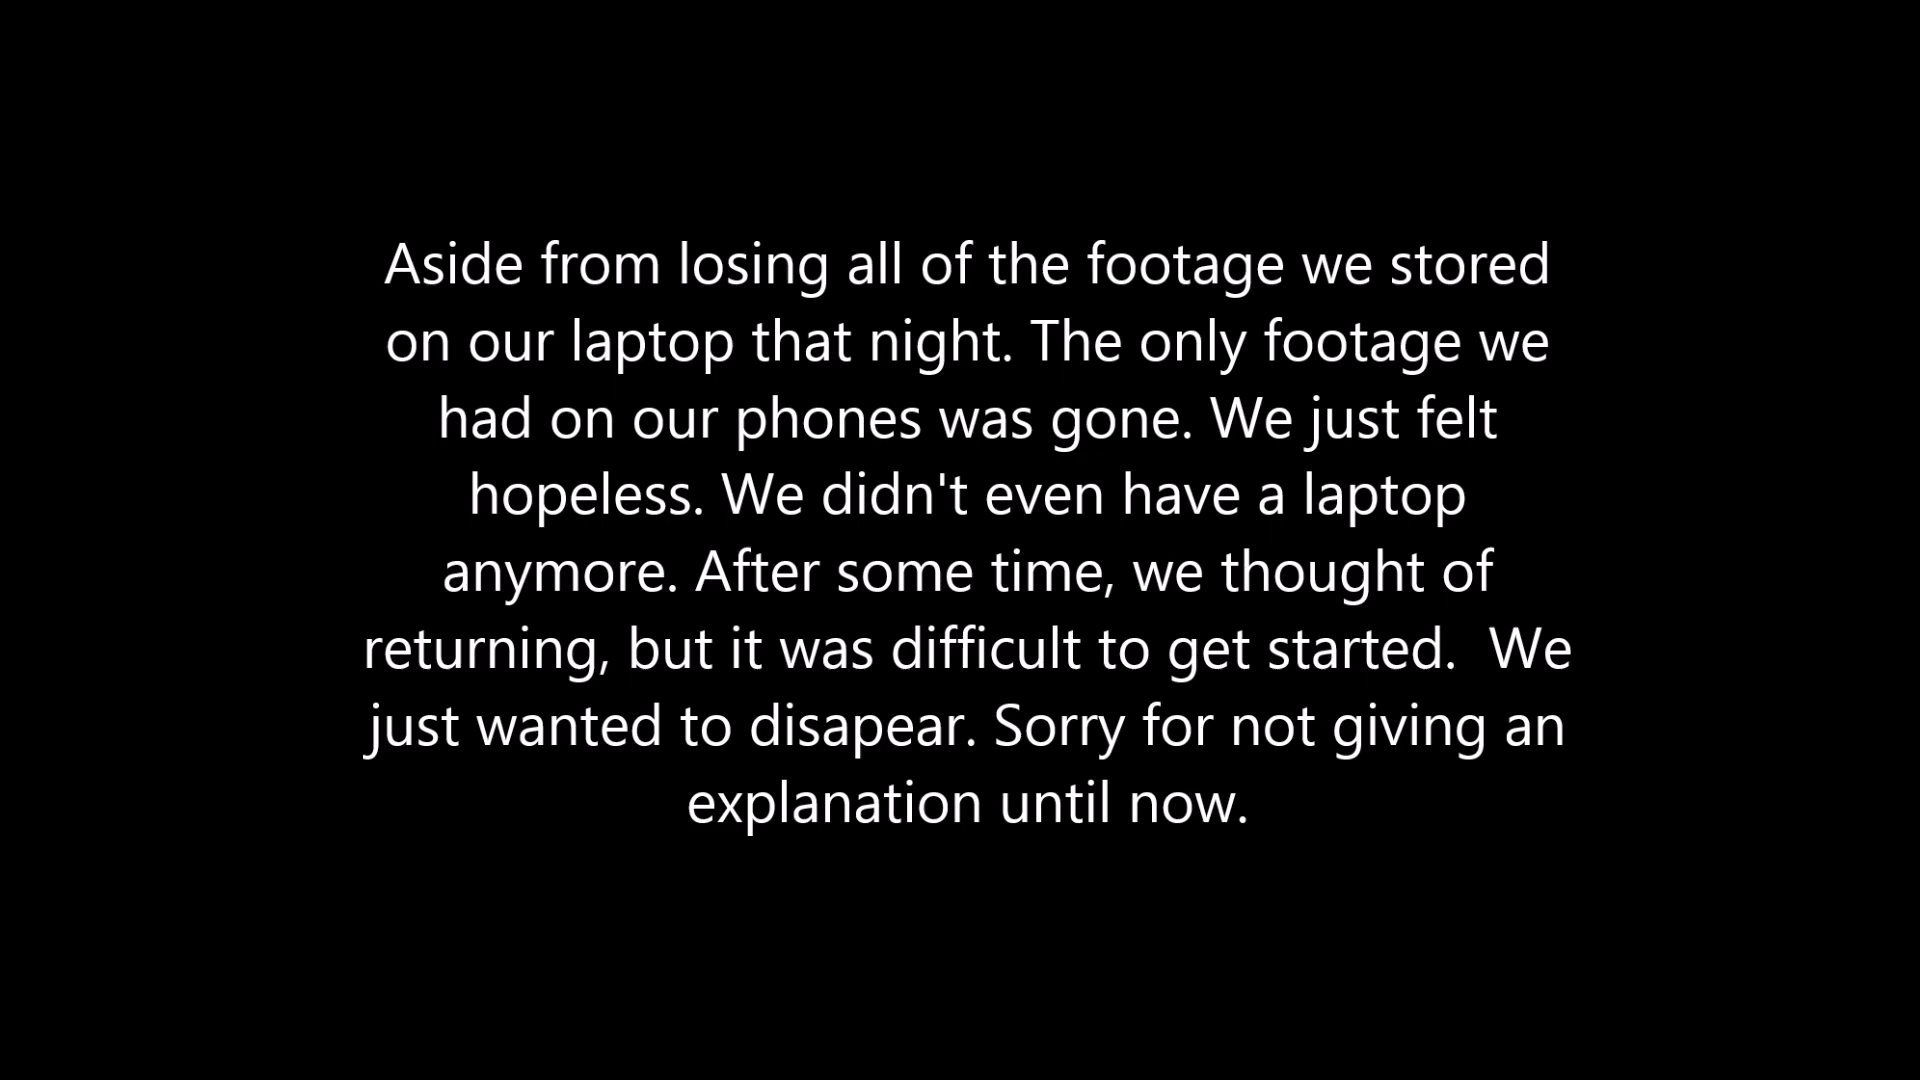 Aside from losing all of the footage we stored
on our laptop that night. The only footage we
had on our phones was gone. We just felt
hopeless. We didn't even have a laptop
anymore. After some time, we thought of
returning, but it was difficult to get started.  We
just wanted to disapear. Sorry for not giving an
explanation until now.